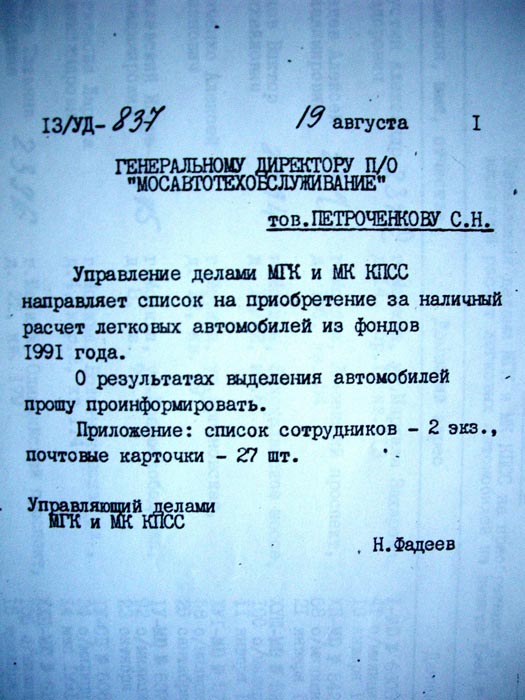 13/УД-837 19 августа I
ГЕНЕРАЛЬНОМУ ДИРЕКТОРУ П/О
"МОСАВТОТЕХОБСЛУЖИВАНИЕ"
тов.ПЕТРОЧЕНКОВУ С.Н.
Управление делами МГК и МК КПСС
направляет список на приобретение за наличный
расчет легковых автомобилей из фондов
1991 года.
О результатах выделения автомобилей
прошу проинформировать.
Приложение: список сотрудников - 2 экз.,
почтовые карточки - 27 шт.
Управляющий делами
МГК и МК КПСС
Н.Фадеев